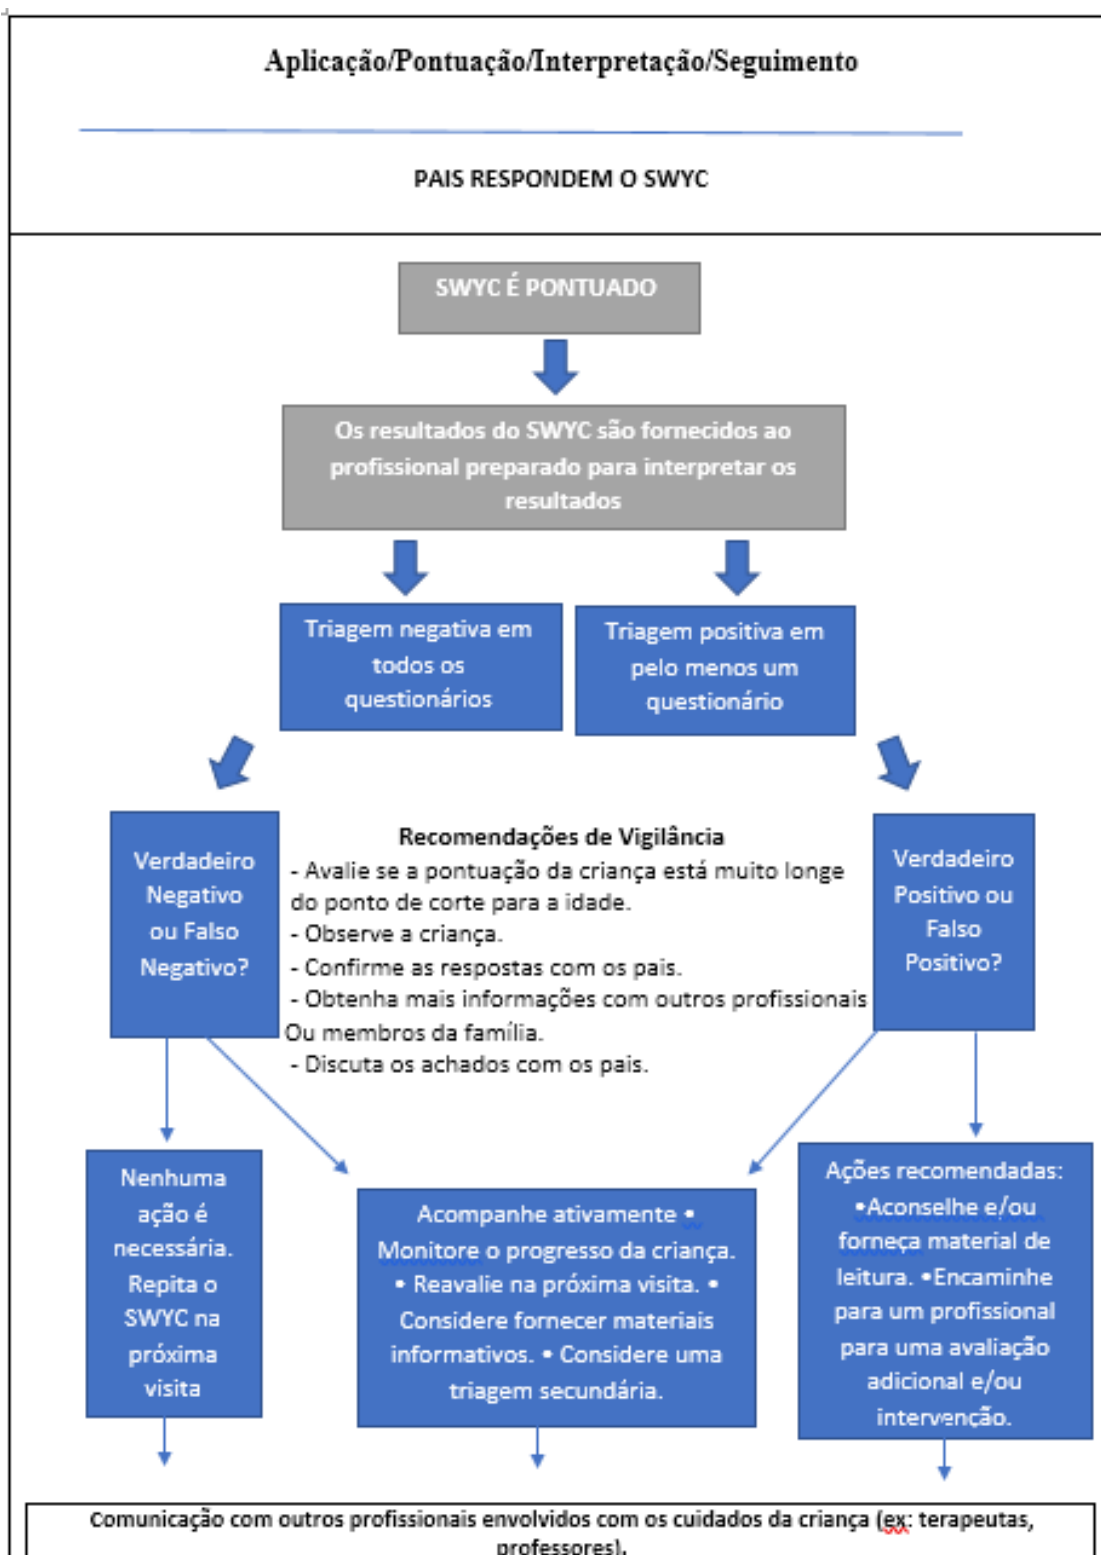 Aplicação/Pontuação/Interpretação/Seguimento
PAIS RESPONDEM O SWYC
SWYC É PONTUADO
Os resultados do SWYC são fornecidos ao
profissional preparado para interpretar os
resultados
Triagem negativa em
todos os
questionários
Triagem positiva em
pelo menos um
questionário
Verdadeiro
Negativo
ou Falso
Negativo?
Recomendações de Vigilância
- Avalie se a pontuação da criança está muito longe
do ponto de corte para a idade.
- Observe a criança.
- Confirme as respostas com os pais.
- Obtenha mais informações com outros profissionais
Ou membros da família.
- Discuta os achados com os pais.
Verdadeiro
Positivo ou
Falso
Positivo?
Nenhuma
ação é
necessária.
Repita o
SWYC na
próxima
visita
Acompanhe ativamente •
Monitore o progresso da criança.
• Reavalie na próxima visita. •
Considere fornecer materiais
informativos. • Considere uma
triagem secundária.
Ações recomendadas:
•Aconselhe e/ou
forneça material de
leitura. •Encaminhe
para um profissional
para uma avaliação
adicional e/ou
intervenção.
Comunicação com outros profissionais envolvidos com os cuidados da criança (ex: terapeutas,
professores).